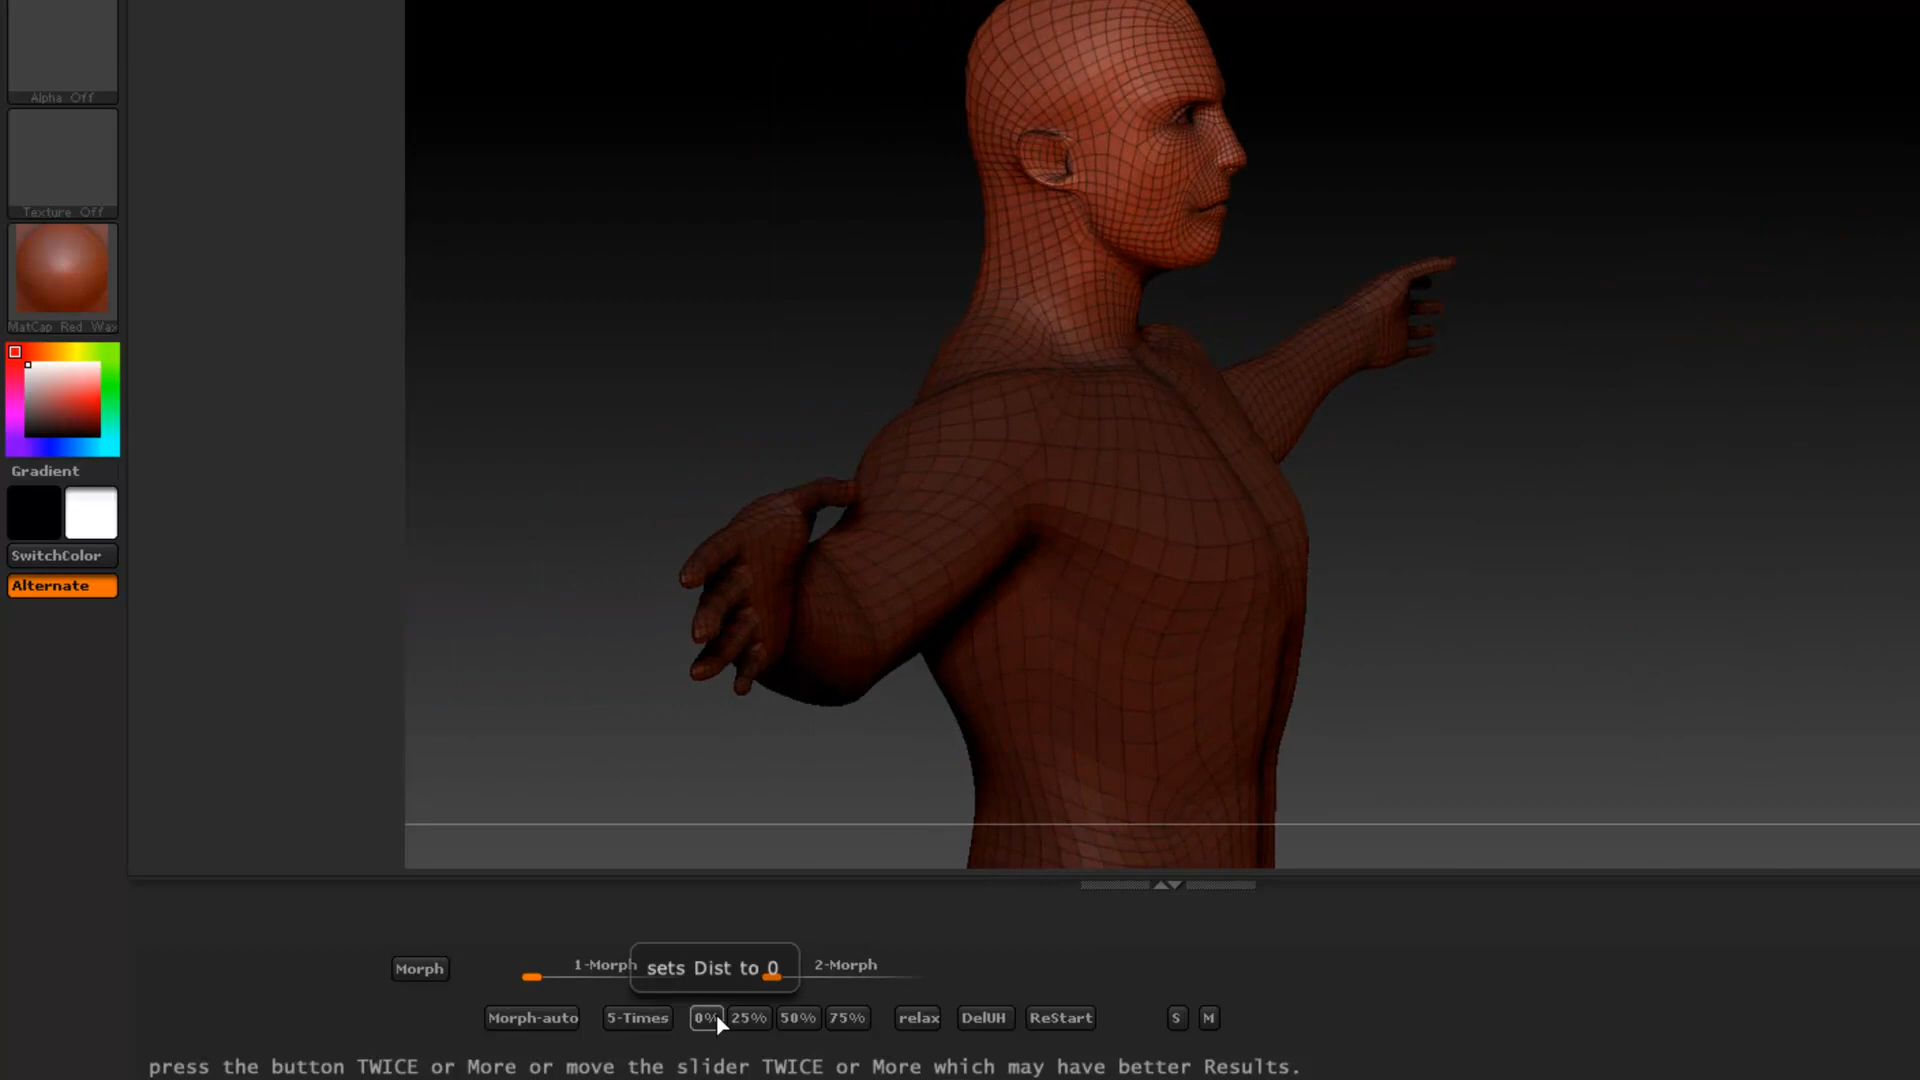 Alpha Off
Texture Off
MatCap Red Wax
Gradient
SwitchColor
Alternate
Morph
1-Morph
sets Dist to 0
2-Morph
Morph-auto
5-Times
0%
25%
50%
75%
relax
DelUH
ReStart
S
M
press the button TWICE or More or move the slider TWICE or More which may have better Results.